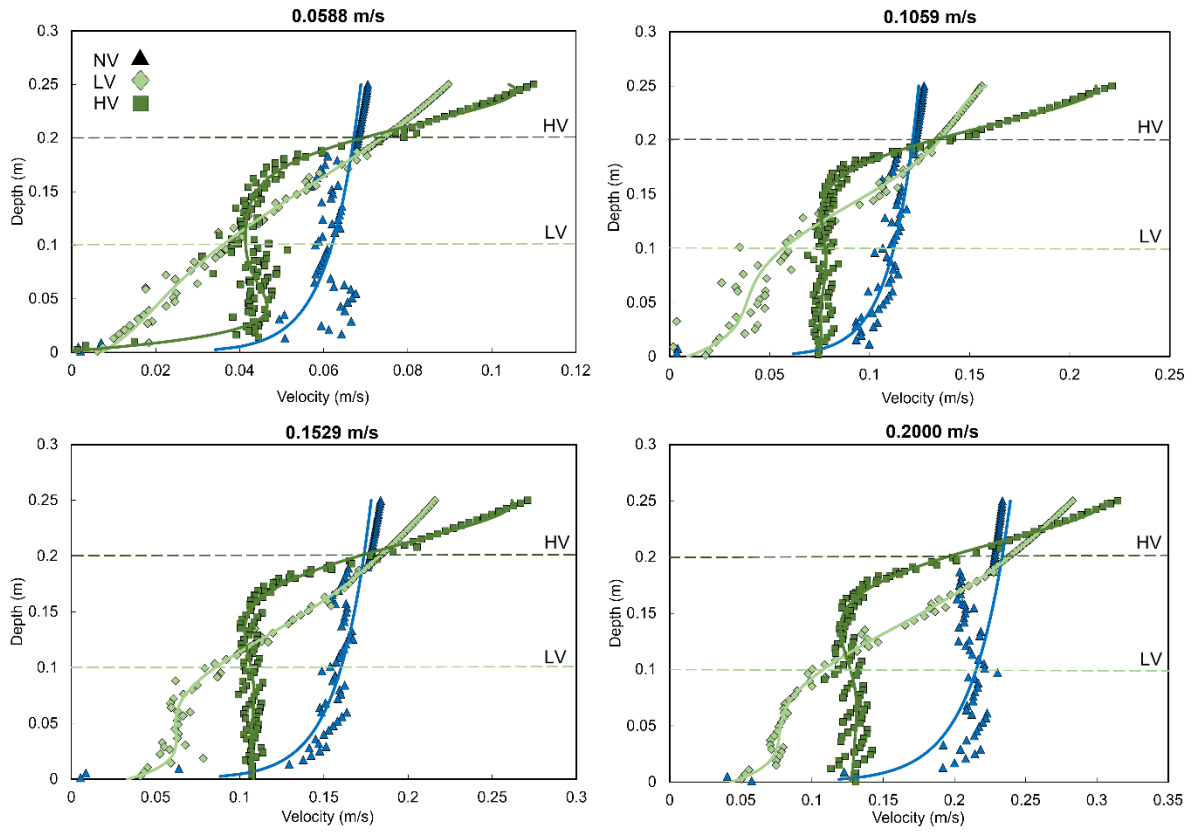 0.0588 m/s
0.3
0.25
0.2
0.15
0.1
0.05
0
Depth (m)
NV
LV
HV
HV
LV
0 0.02 0.04 0.06 0.08 0.1 0.12
Velocity (m/s)
0.1059 m/s
0.3
0.25
0.2
0.15
0.1
0.05
0
Depth (m)
HV
LV
0 0.05 0.1 0.15 0.2 0.25
Velocity (m/s)
0.1529 m/s
0.3
0.25
0.2
0.15
0.1
0.05
0
Depth (m)
HV
LV
0 0.05 0.1 0.15 0.2 0.25 0.3
Velocity (m/s)
0.2000 m/s
0.3
0.25
0.2
0.15
0.1
0.05
0
Depth (m)
HV
LV
0 0.05 0.1 0.15 0.2 0.25 0.3 0.35
Velocity (m/s)